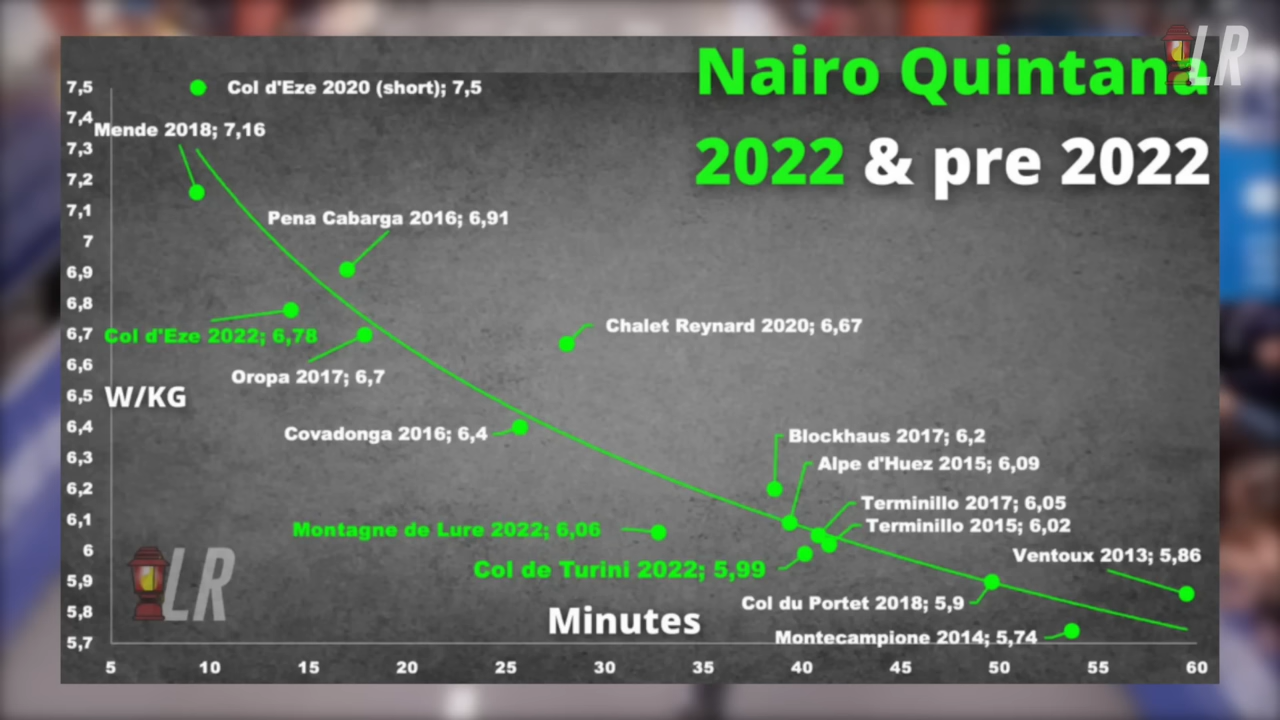 Nairo Quintana
LR
2022 & pre 2022
7,5
7,4
7,3
7,2
7,1
7
6,9
6,8
6,7
6,6
6,5
6,4
6,3
6,2
6,1
6
5,9
5,8
5,7
Col d'Eze 2020 (short); 7,5
Mende 2018; 7,16
Pena Cabarga 2016; 6,91
Col d'Eze 2022; 6,78
Chalet Reynard 2020; 6,67
Oropa 2017; 6,7
W/KG
Covadonga 2016; 6,4
Blockhaus 2017; 6,2
Alpe d'Huez 2015; 6,09
Terminillo 2017; 6,05
Terminillo 2015; 6,02
Montagne de Lure 2022; 6,06
Ventoux 2013; 5,86
Col de Turini 2022; 5,99
LR
Col du Portet 2018; 5,9
Minutes
Montecampione 2014; 5,74
5 10 15 20 25 30 35 40 45 50 55 60